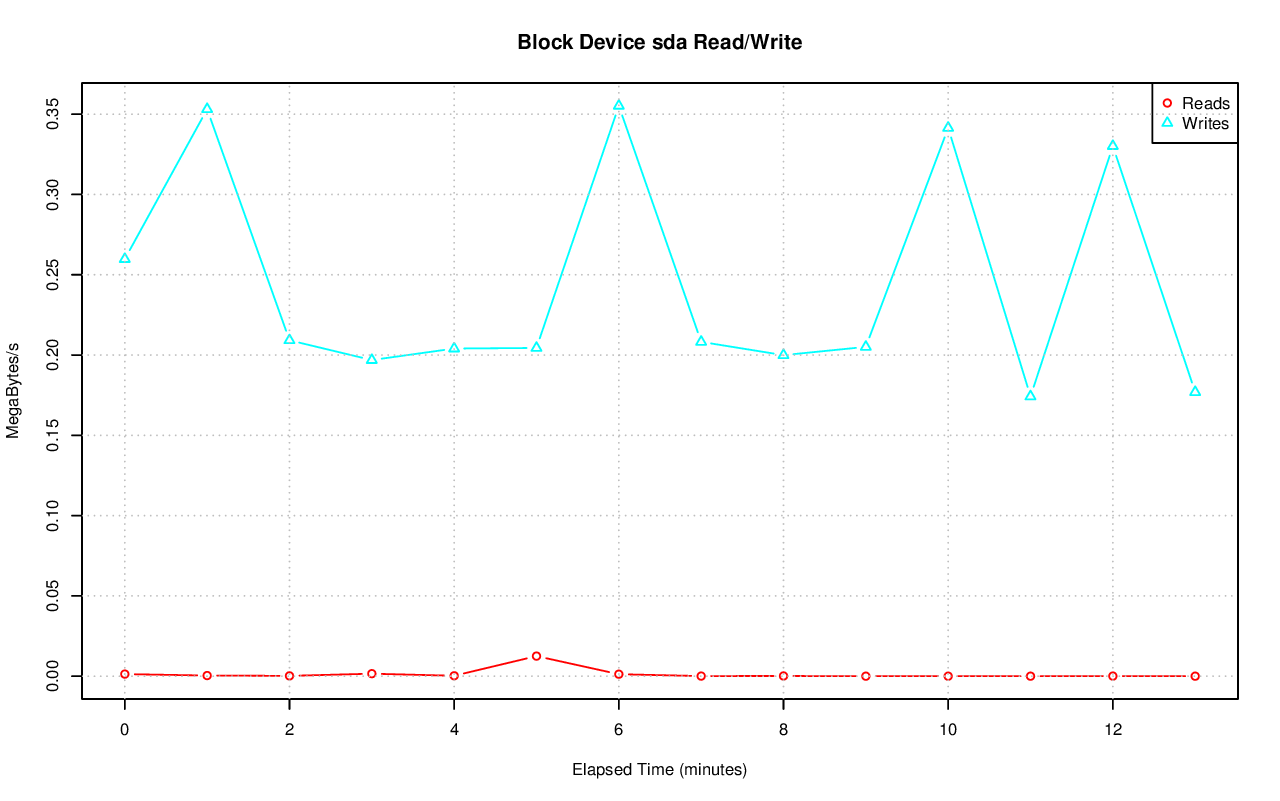 Block Device sda Read/Write
Reads
Writes
0.35
0.30
0.25
0.20
0.15
0.10
0.05
0.00
MegaBytes/s
0 2 4 6 8 10 12
Elapsed Time (minutes)